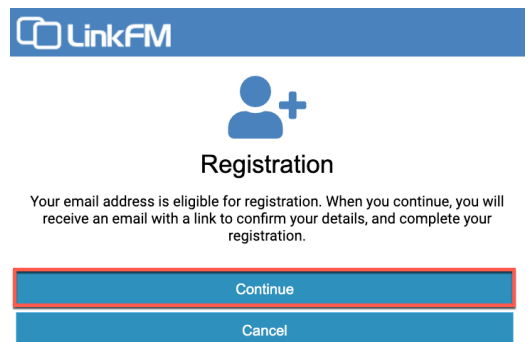 LinkFM
Registration
Your email address is eligible for registration. When you continue, you will
receive an email with a link to confirm your details, and complete your
registration.
Continue
Cancel